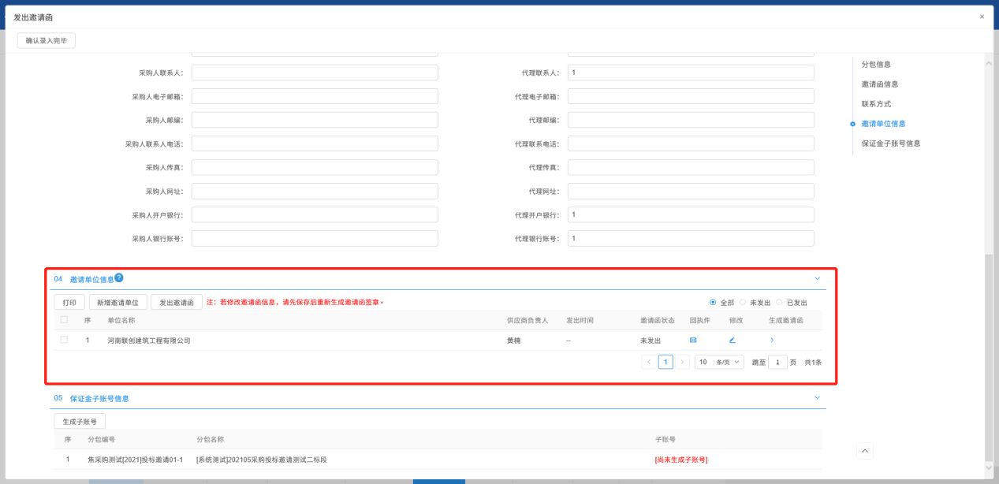 发出邀请函 ×
确认录入完毕
采购人联系人: 代理联系人: 1
采购人电子邮箱: 代理电子邮箱:
采购人邮编: 代理邮编:
采购人联系人电话: 代理联系电话:
采购人传真: 代理传真:
采购人网址: 代理网址:
采购人开户银行: 代理开户银行: 1
采购人银行账号: 代理银行账号: 1
分包信息
邀请函信息
联系方式
邀请单位信息
保证金子账号信息
04 邀请单位信息 ?
打印 新增邀请单位 发出邀请函 注：若修改邀请函信息，请先保存后重新生成邀请函签章。 全部 未发出 已发出
序 单位名称 供应商负责人 发出时间 邀请函状态 回执件 修改 生成邀请函
1 河南联创建筑工程有限公司 黄楠 -- 未发出
1 10 条/页 跳至 1 页 共1条
05 保证金子账号信息
生成子账号
序 分包编号 分包名称 子账号
1 焦采购测试[2021]投标邀请01-1 [系统测试]202105采购投标邀请测试二标段 [尚未生成子账号]